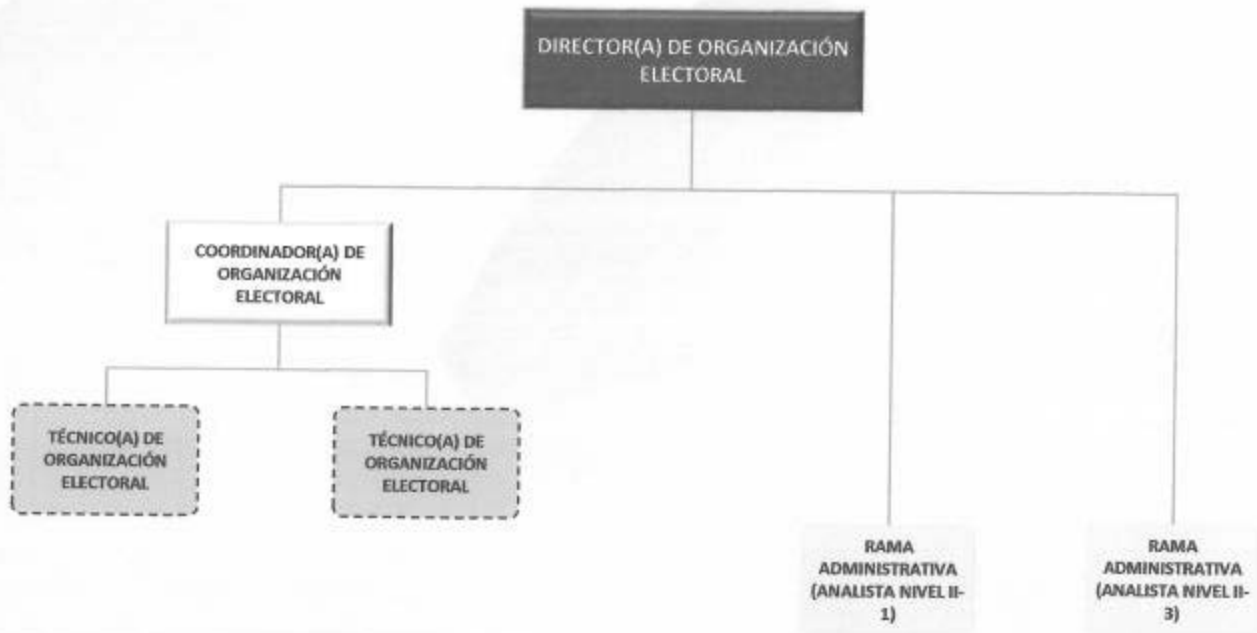 DIRECTOR(A) DE ORGANIZACIÓN
ELECTORAL
COORDINADOR(A) DE
ORGANIZACIÓN
ELECTORAL
TÉCNICO(A) DE
ORGANIZACIÓN
ELECTORAL
TÉCNICO(A) DE
ORGANIZACIÓN
ELECTORAL
RAMA
ADMINISTRATIVA
(ANALISTA NIVEL II-
1)
RAMA
ADMINISTRATIVA
(ANALISTA NIVEL II-
3)